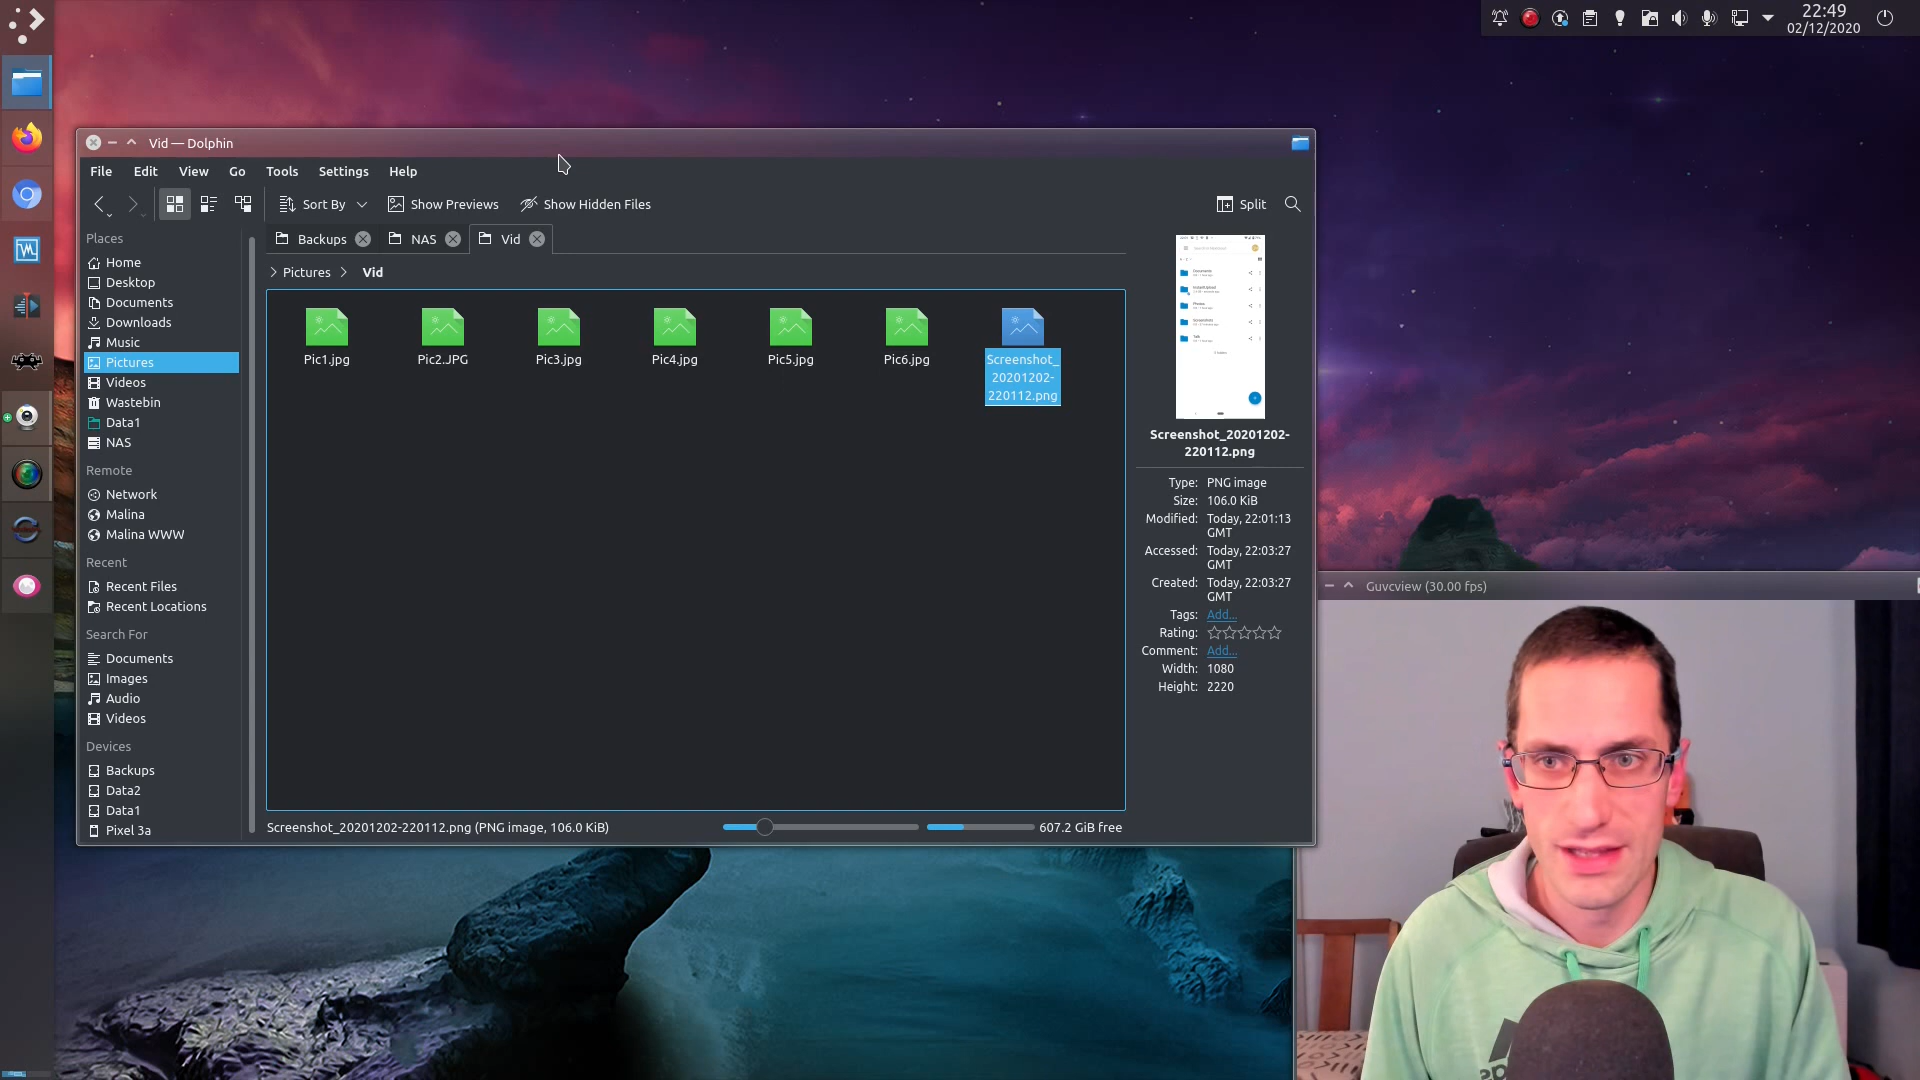 22:49
02/12/2020
Vid — Dolphin
File Edit View Go Tools Settings Help
Sort By Show Previews Show Hidden Files Split
Places
Home
Desktop
Documents
Downloads
Music
Pictures
Videos
Wastebin
Data1
NAS
Remote
Network
Malina
Malina WWW
Recent
Recent Files
Recent Locations
Search For
Documents
Images
Audio
Videos
Devices
Backups
Data2
Data1
Pixel 3a
Backups NAS Vid
Pictures Vid
Pic1.jpg Pic2.JPG Pic3.jpg Pic4.jpg Pic5.jpg Pic6.jpg
Screenshot_
20201202-
220112.png
Screenshot_20201202-220112.png (PNG image, 106.0 KiB)
607.2 GiB free
Screenshot_20201202-
220112.png
Type: PNG image
Size: 106.0 KiB
Modified: Today, 22:01:13
GMT
Accessed: Today, 22:03:27
GMT
Created: Today, 22:03:27
GMT
Tags: Add...
Rating:
Comment: Add...
Width: 1080
Height: 2220
Guvcview (30.00 fps)